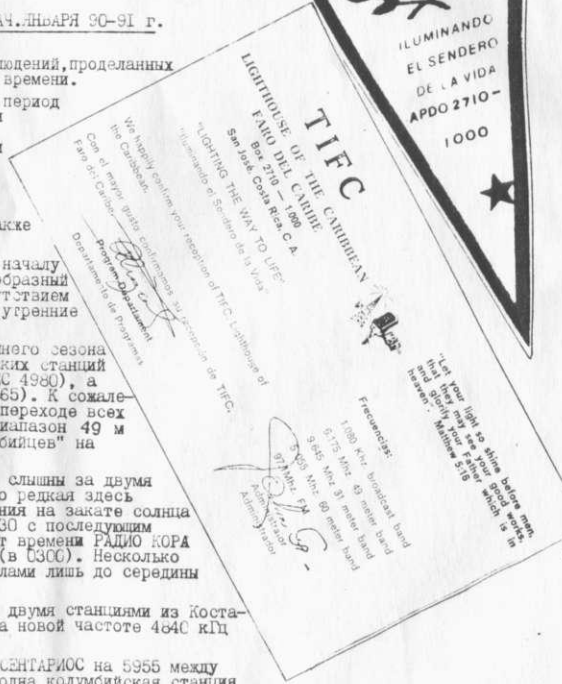 АЧ.ЯНВАРЯ 90-91 г.
юдений,проделанных
времени.
период
и
и
акже
началу
образный
тствием
утренние
него сезона
ких станций
С 4980), а
65). К сожале-
переходе всех
иапазон 49 м
бийцев" на
слышны за двумя
о редкая здесь
ния на закате солнца
30 с последующим
т времени РАДИО КОРА
(в 0300). Несколько
лами лишь до середины
двумя станциями из Коста-
а новой частоте 4840 кГц
СЕНТАРИОС на 5955 между
одна колумбийская станция
ILUMINANDO
EL SENDERO
DE LA VIDA
APDO 2710-
1000
TIFC
LIGHTHOUSE OF THE CARIBBEAN
FARO DEL CARIBE
Box. 2710 - 1000
San José, Costa Rica, C. A.
"LIGHTING THE WAY TO LIFE"
"Iluminando el Sendero de la Vida"
We happily confirm your reception of TIFC, Lighthouse of
the Caribbean.
Con el mayor gusto confirmamos su recepción de TIFC,
Faro del Caribe
Program Department
Departamento de Programas
Administrator
Administrador
"Let your light so shine before men,
that they may see your good works,
and glorify your Father which is in
heaven". Matthew 5:16
Frecuencias:
1.080 Khz. broadcast band
6.175 Mhz. 49 meter band
9.645 Mhz. 31 meter band
5.055 Mhz. 60 meter band
97.1 Mhz. FM